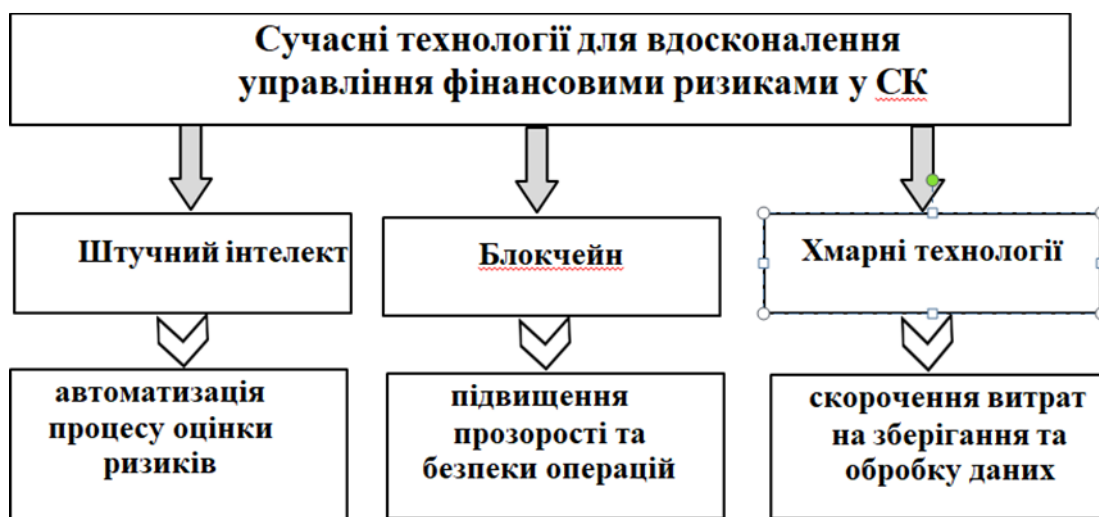 Сучасні технології для вдосконалення
управління фінансовими ризиками у СК
Штучний інтелект
Блокчейн
Хмарні технології
автоматизація
процесу оцінки
ризиків
підвищення
прозорості та
безпеки операцій
скорочення витрат
на зберігання та
обробку даних